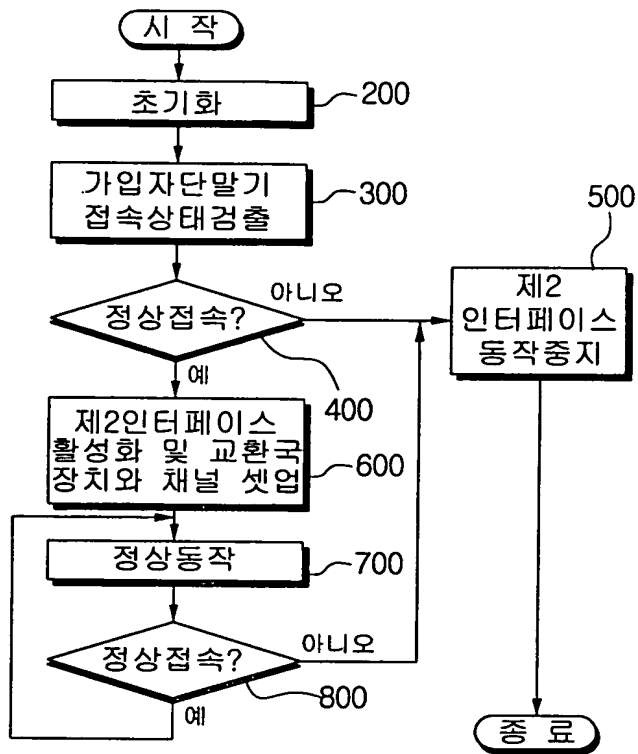 시 작
초기화
200
가입자단말기
접속상태검출
300
정상접속?
아니오
400
예
제2
인터페이스
동작중지
500
제2인터페이스
활성화 및 교환국
장치와 채널 셋업
600
정상동작
700
정상접속?
아니오
800
예
종 료